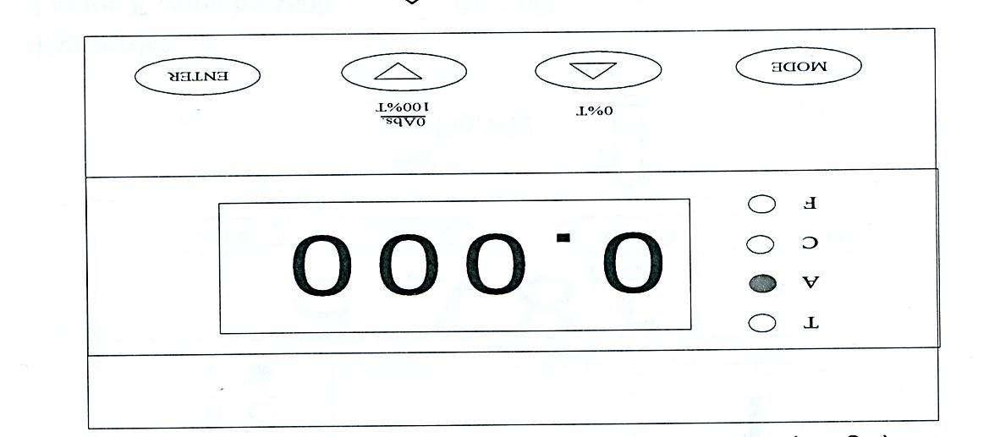 T
A
C
F
0.000
0Abs.
0%T 100%T
MODE ENTER